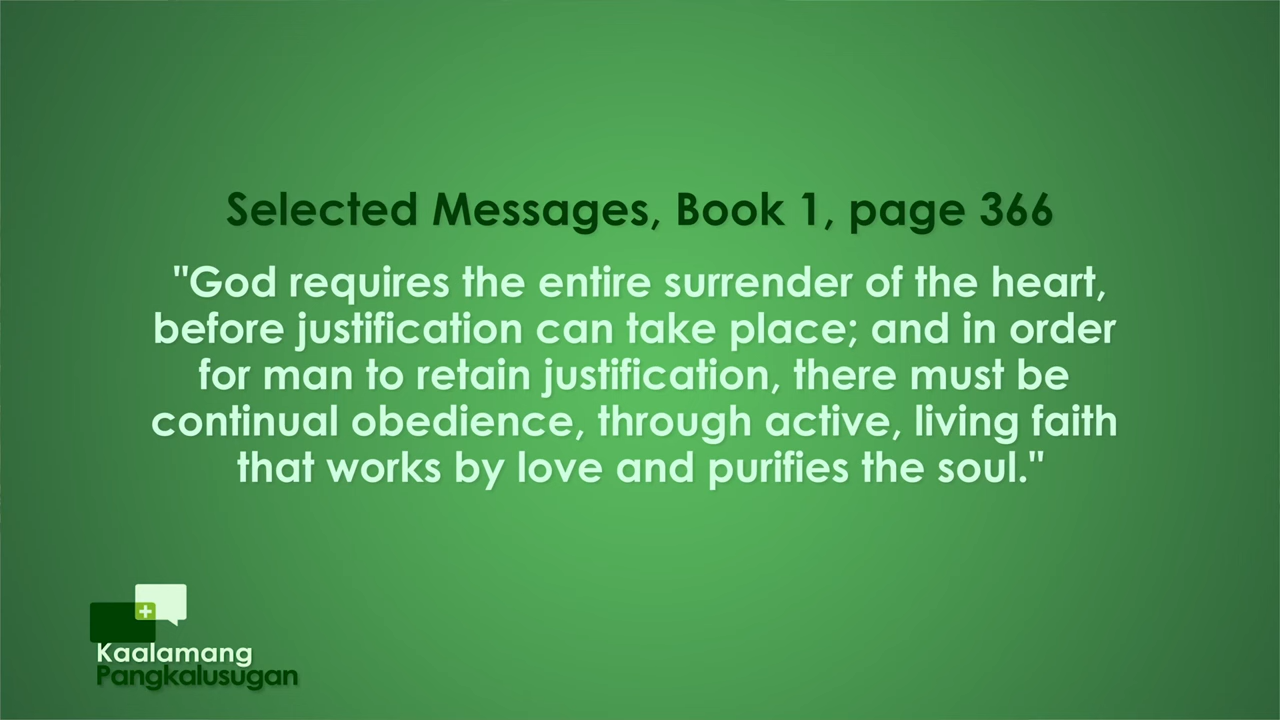 Selected Messages, Book 1, page 366
"God requires the entire surrender of the heart,
before justification can take place; and in order
for man to retain justification, there must be
continual obedience, through active, living faith
that works by love and purifies the soul."
Kaalamang
Pangkalusugan